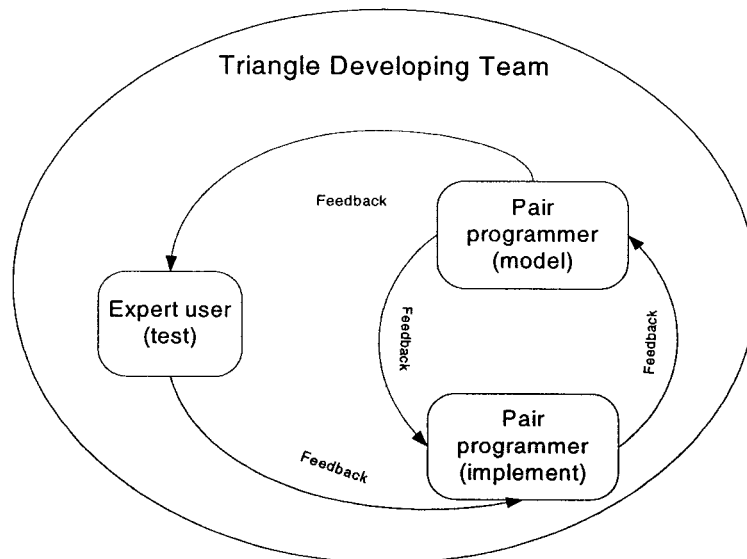 Triangle Developing Team
Feedback
Pair
programmer
(model)
Expert user
(test)
Feedback
Feedback
Pair
programmer
(implement)
Feedback